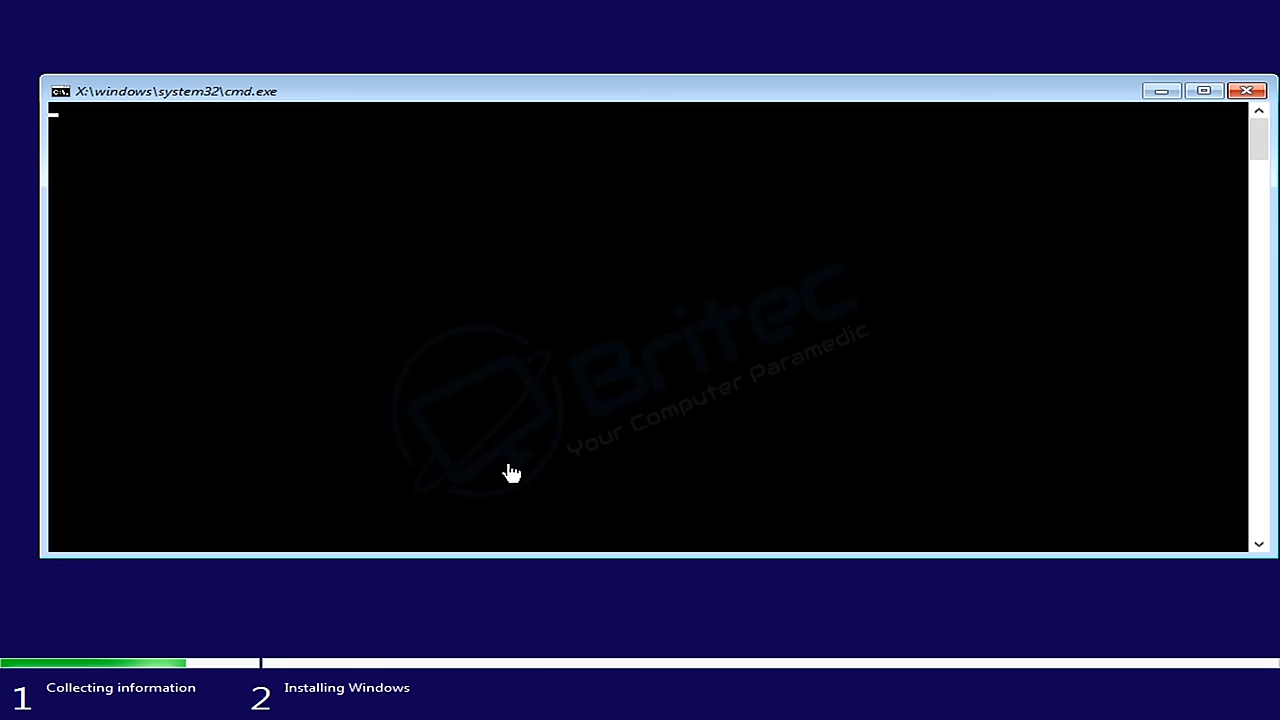 X:\windows\system32\cmd.exe
Britec
Your Computer Paramedic
1 Collecting information
2 Installing Windows